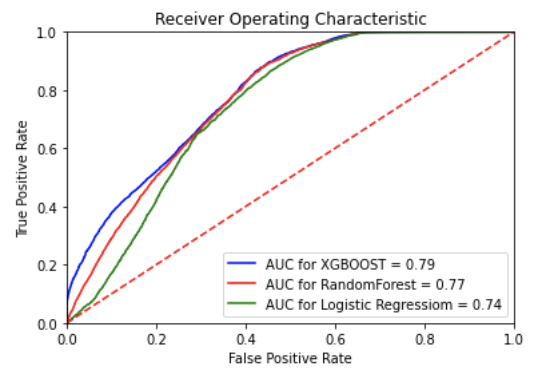 Receiver Operating Characteristic
1.0
0.8
0.6
0.4
0.2
0.0
True Positive Rate
AUC for XGBOOST = 0.79
AUC for RandomForest = 0.77
AUC for Logistic Regressiom = 0.74
0.0 0.2 0.4 0.6 0.8 1.0
False Positive Rate